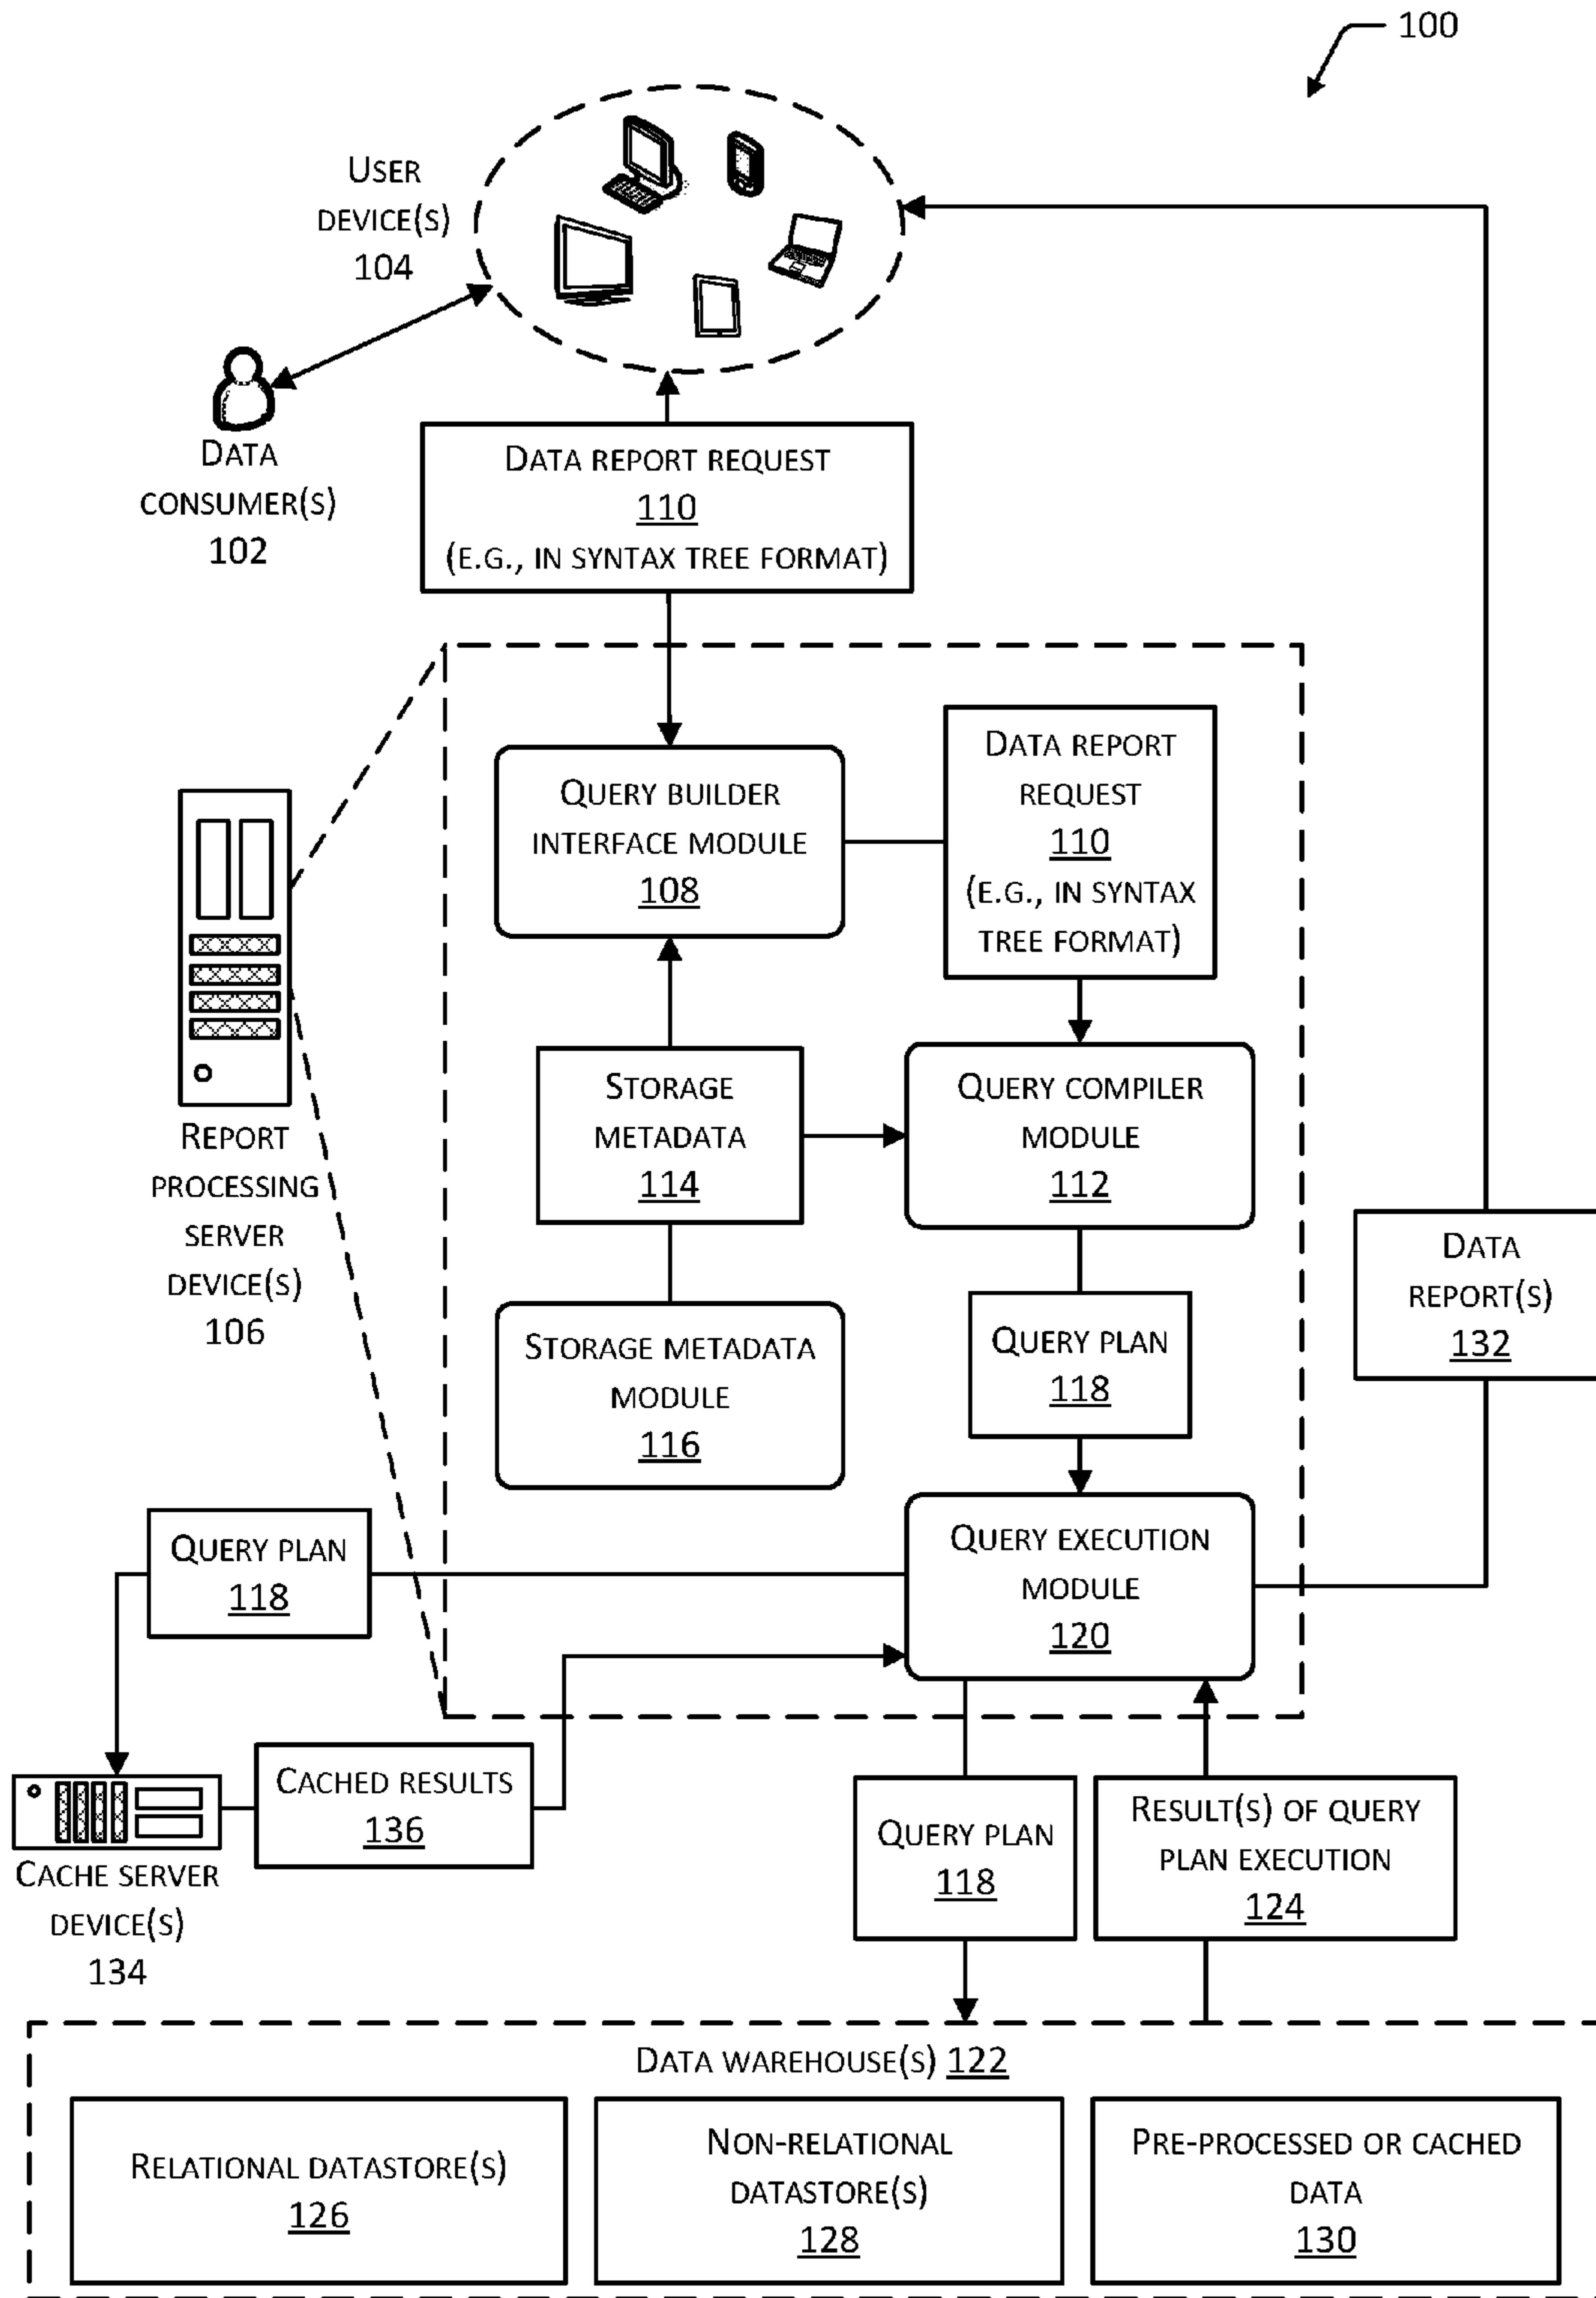 100
User
device(s)
104
Data
consumer(s)
102
Data report request
110
(e.g., in syntax tree format)
Query builder
interface module
108
Data report
request
110
(e.g., in syntax
tree format)
Storage
metadata
114
Query compiler
module
112
Report
processing
server
device(s)
106
Storage metadata
module
116
Query plan
118
Data
report(s)
132
Query plan
118
Query execution
module
120
Cached results
136
Cache server
device(s)
134
Query plan
118
Result(s) of query
plan execution
124
Data warehouse(s) 122
Relational datastore(s)
126
Non-relational
datastore(s)
128
Pre-processed or cached
data
130